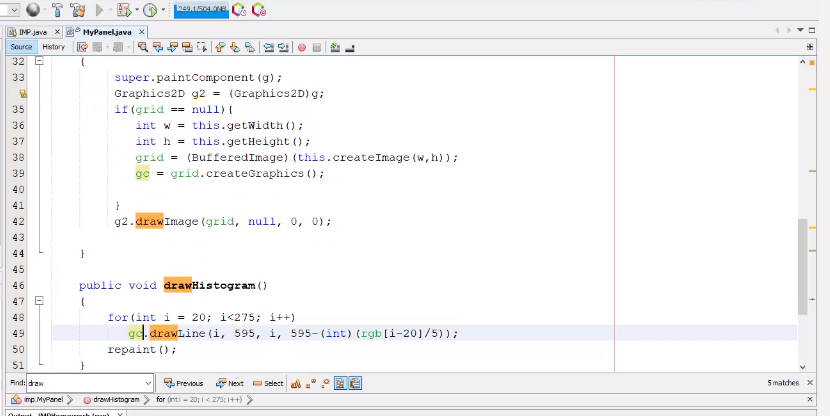 249.1/504.0MB
IMP.java MyPanel.java
Source History
32 {
33 super.paintComponent(g);
Graphics2D g2 = (Graphics2D)g;
35 if(grid == null){
36 int w = this.getWidth();
37 int h = this.getHeight();
38 grid = (BufferedImage)(this.createImage(w,h));
39 gc = grid.createGraphics();
40
41 }
42 g2.drawImage(grid, null, 0, 0);
43
44 }
45
46 public void drawHistogram()
47 {
48 for(int i = 20; i<275; i++)
49 gc.drawLine(i, 595, i, 595-(int)(rgb[i-20]/5));
50 repaint();
51 }
Find: draw Previous Next Select 5 matches
imp.MyPanel drawHistogram for (int i = 20; i < 275; i++)